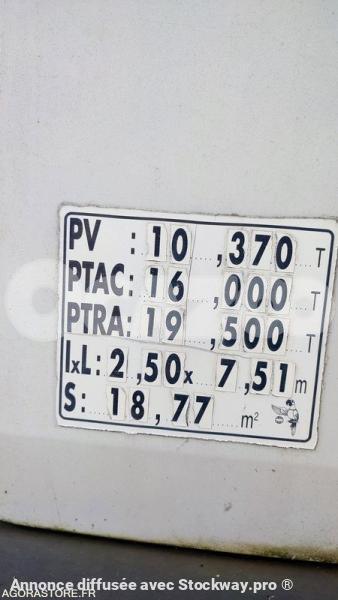 PV : 10 , 370 T
PTAC: 16 , 000 T
PTRA: 19 , 500 T
lxL: 2 , 50 x 7 , 51 m
S: 18 , 77 m²
Annonce diffusée avec Stockway.pro ®
AGORASTORE.FR